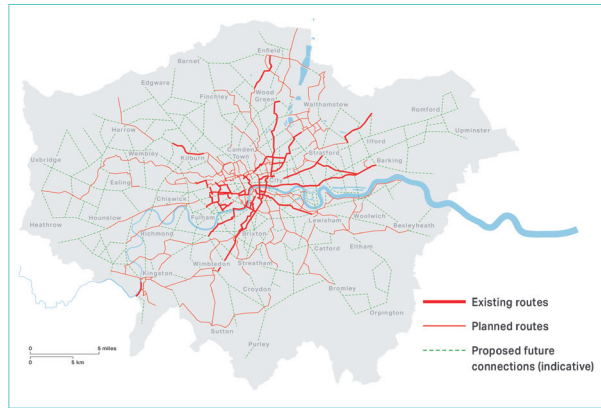 Enfield
Barnet
Edgware
Finchley
Wood
Green
Walthamstow
Romford
Harrow
Upminster
Ilford
Camden
Town
Wembley
Kilburn
Stratford
Barking
Uxbridge
City
Ealing
Chiswick
Heathrow
Hounslow
Fulham
Woolwich
Lewisham
Besleyheath
Richmond
Brixton
Catford
Eltham
Streatham
Wimbledon
Kingston
Croydon
Bromley
Orpington
Sutton
Purley
Existing routes
Planned routes
Proposed future
connections (indicative)
0 5 miles
0 5 km